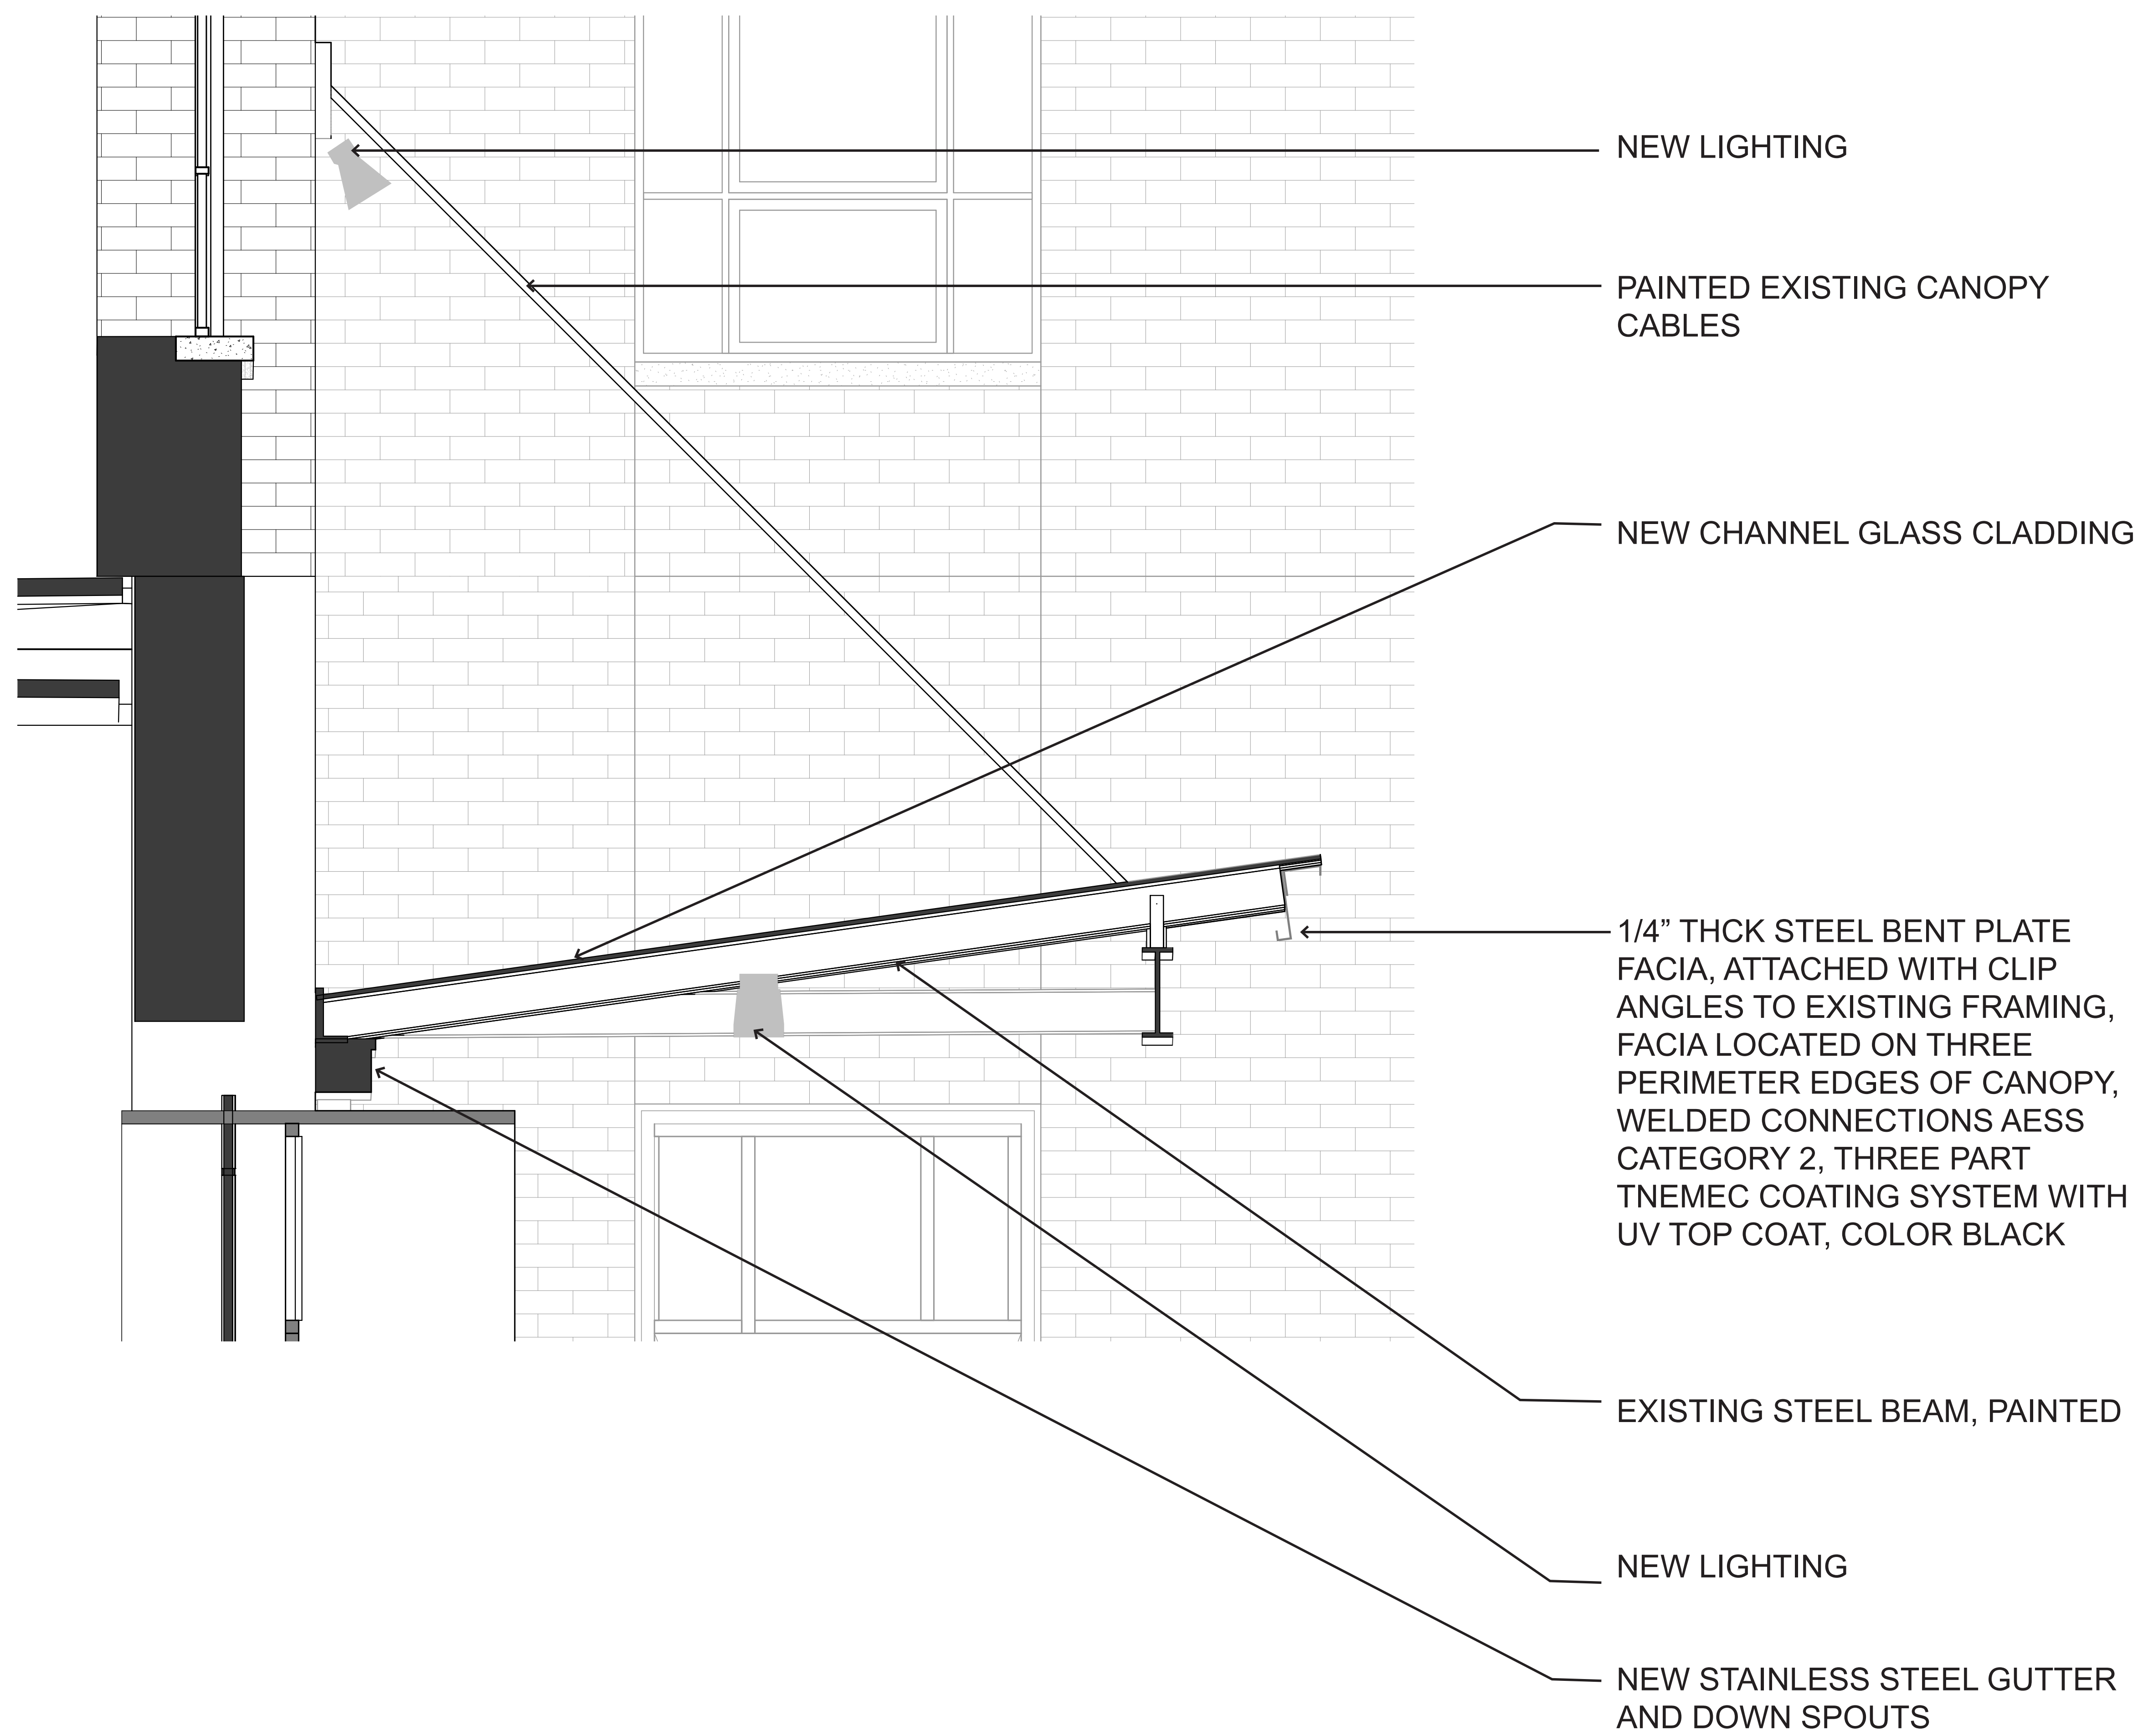 NEW LIGHTING
PAINTED EXISTING CANOPY
CABLES
NEW CHANNEL GLASS CLADDING
1/4” THCK STEEL BENT PLATE
FACIA, ATTACHED WITH CLIP
ANGLES TO EXISTING FRAMING,
FACIA LOCATED ON THREE
PERIMETER EDGES OF CANOPY,
WELDED CONNECTIONS AESS
CATEGORY 2, THREE PART
TNEMEC COATING SYSTEM WITH
UV TOP COAT, COLOR BLACK
EXISTING STEEL BEAM, PAINTED
NEW LIGHTING
NEW STAINLESS STEEL GUTTER
AND DOWN SPOUTS